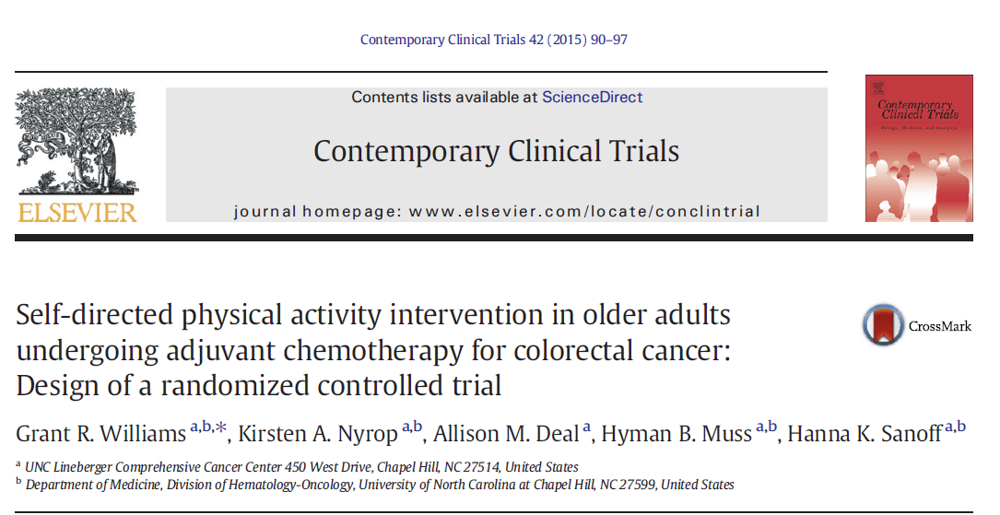 Contemporary Clinical Trials 42 (2015) 90–97
Contents lists available at ScienceDirect
Contemporary Clinical Trials
journal homepage: www.elsevier.com/locate/conclintrial
ELSEVIER
Contemporary
Clinical Trials
Self-directed physical activity intervention in older adults
undergoing adjuvant chemotherapy for colorectal cancer:
Design of a randomized controlled trial
CrossMark
Grant R. Williams a,b,*, Kirsten A. Nyrop a,b, Allison M. Deal a, Hyman B. Muss a,b, Hanna K. Sanoff a,b
a UNC Lineberger Comprehensive Cancer Center 450 West Drive, Chapel Hill, NC 27514, United States
b Department of Medicine, Division of Hematology-Oncology, University of North Carolina at Chapel Hill, NC 27599, United States